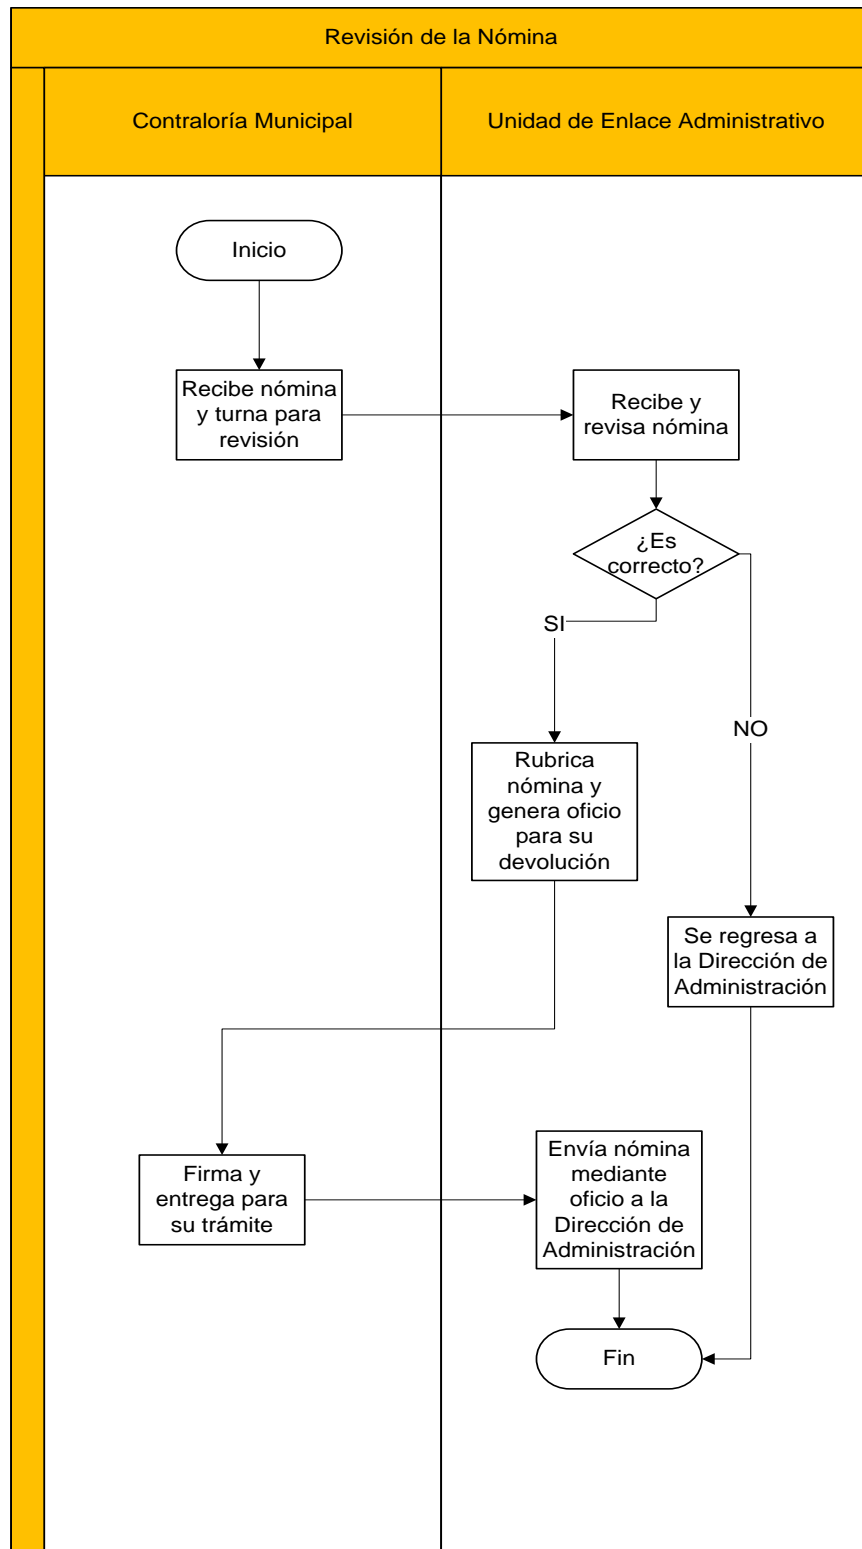 Revisión de la Nómina
Contraloría Municipal
Unidad de Enlace Administrativo
Inicio
Recibe nómina
y turna para
revisión
Recibe y
revisa nómina
¿Es
correcto?
SI
NO
Rubrica
nómina y
genera oficio
para su
devolución
Se regresa a
la Dirección de
Administración
Firma y
entrega para
su trámite
Envía nómina
mediante
oficio a la
Dirección de
Administración
Fin